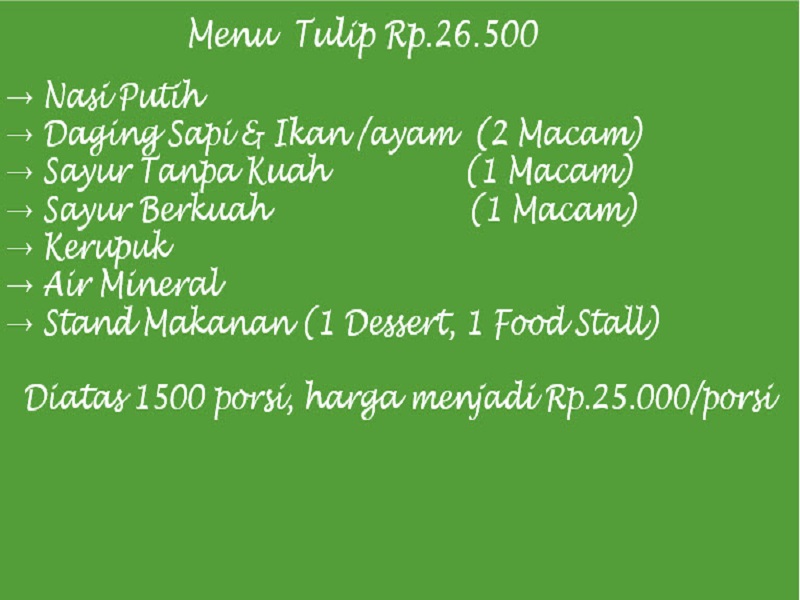 Menu Tulip Rp.26.500
→ Nasi Putih
→ Daging Sapi & Ikan/ayam (2 Macam)
→ Sayur Tanpa Kuah (1 Macam)
→ Sayur Berkuah (1 Macam)
→ Kerupuk
→ Air Mineral
→ Stand Makanan (1 Dessert, 1 Food Stall)
Diatas 1500 porsi, harga menjadi Rp.25.000/porsi